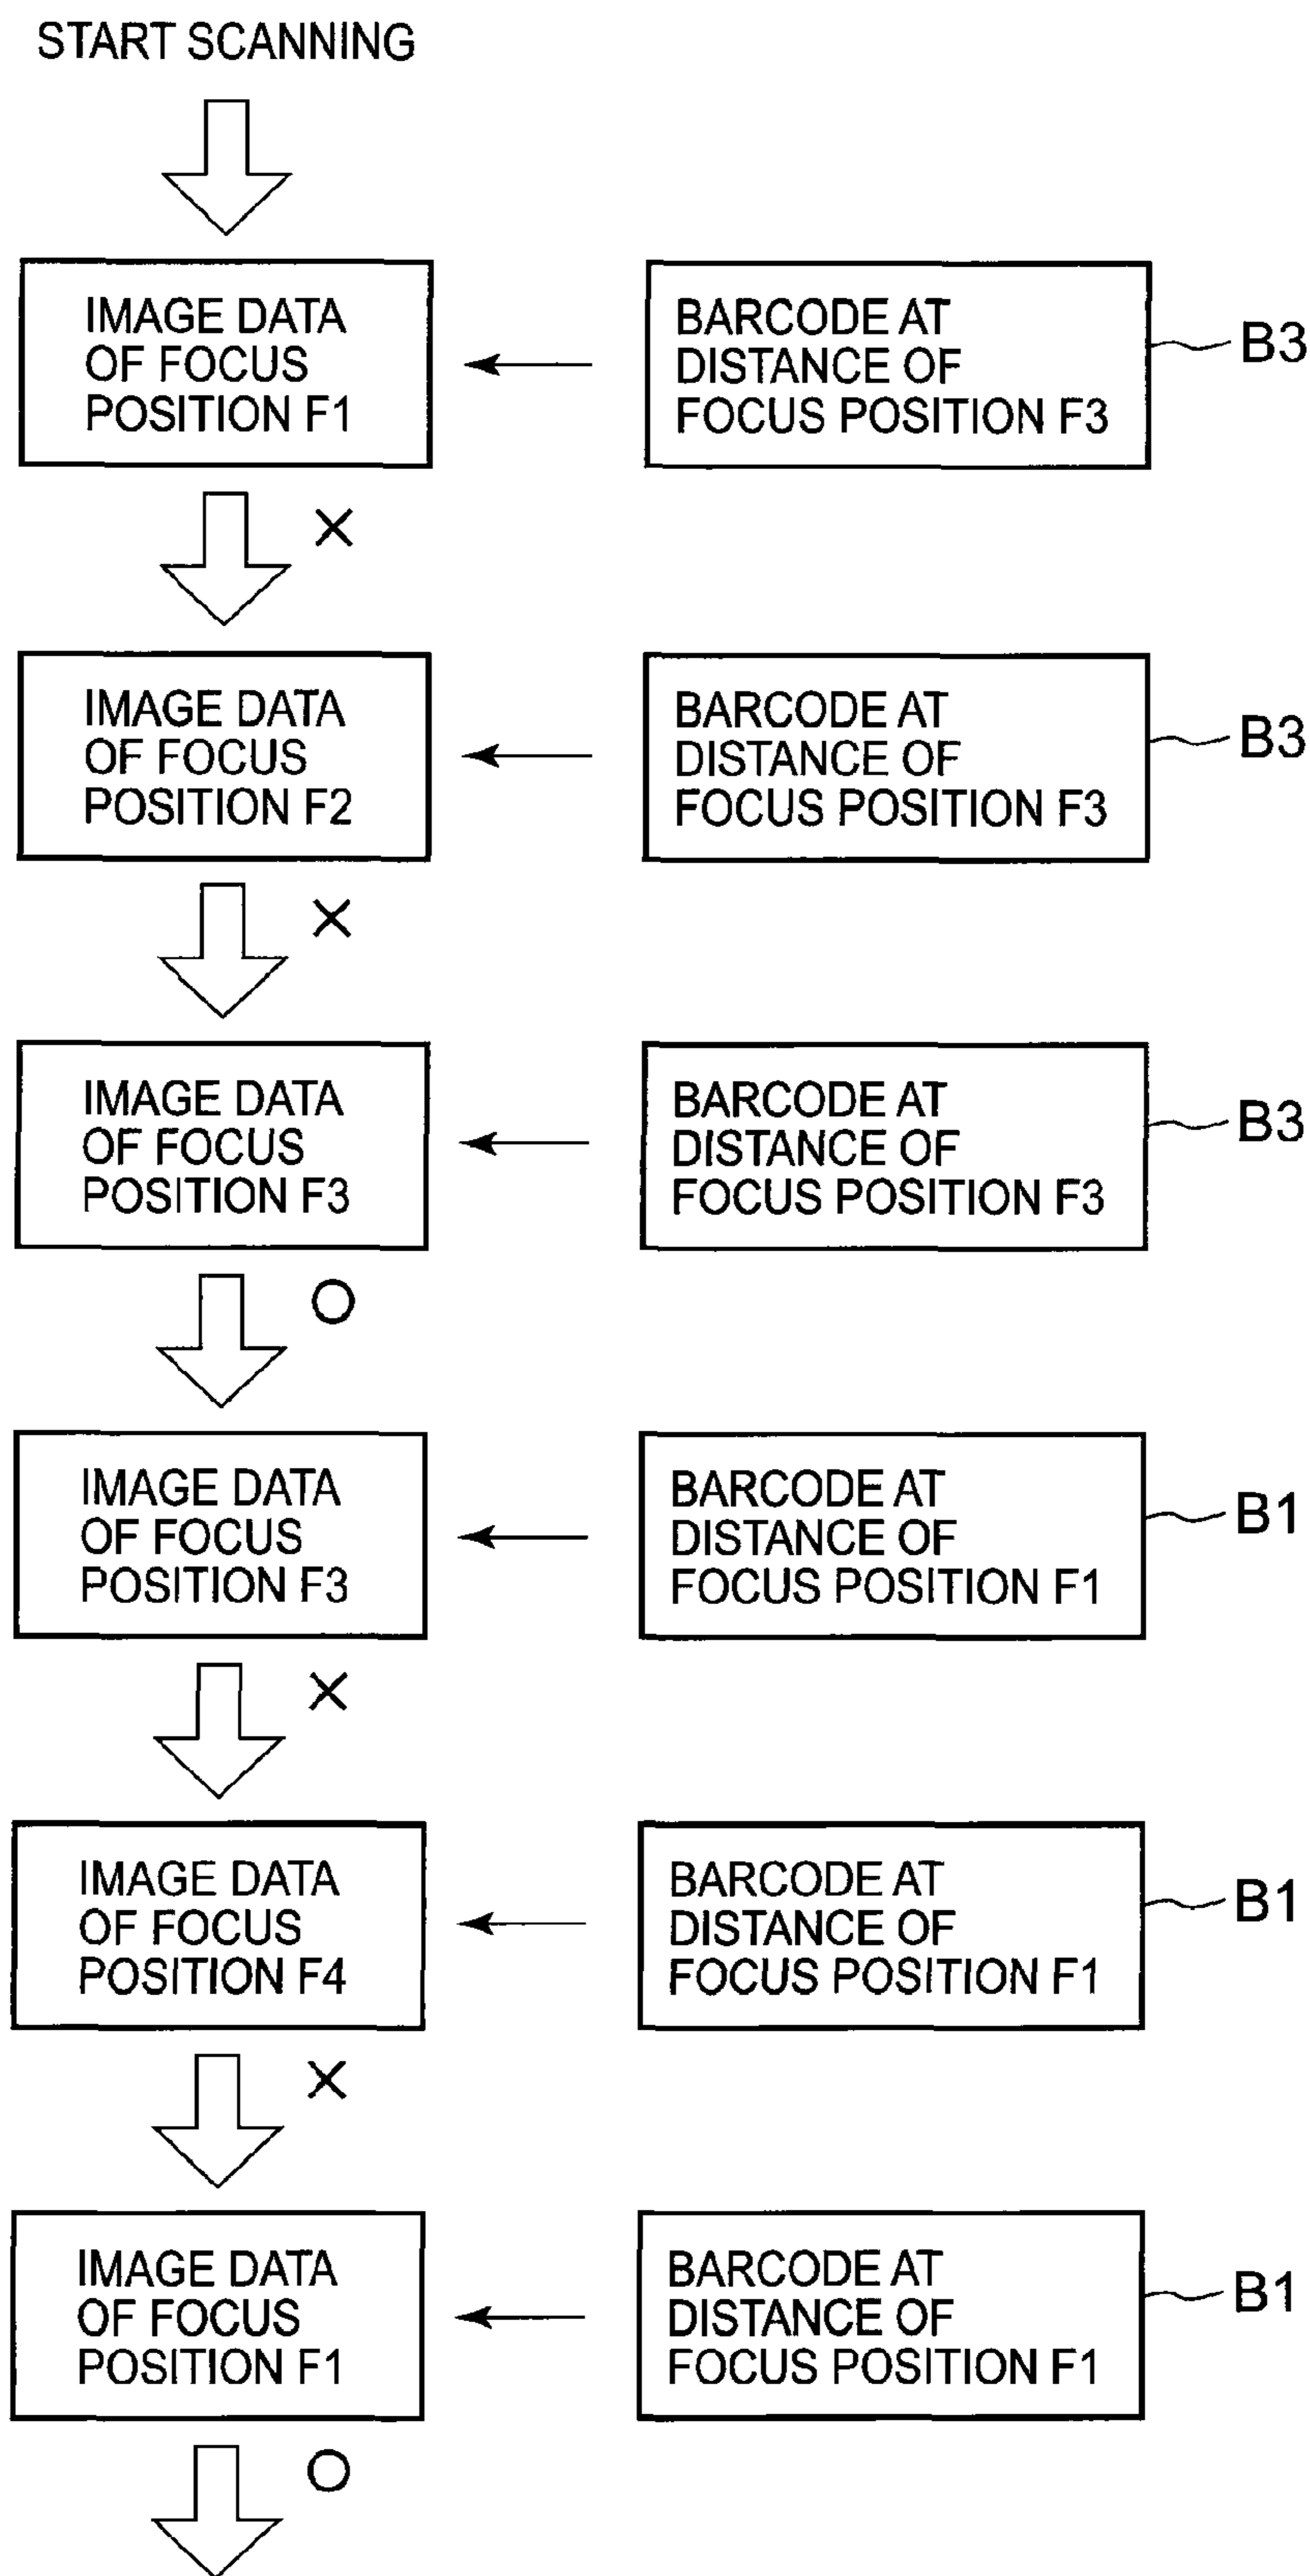 START SCANNING
IMAGE DATA
OF FOCUS
POSITION F1
BARCODE AT
DISTANCE OF
FOCUS POSITION F3
B3
×
IMAGE DATA
OF FOCUS
POSITION F2
BARCODE AT
DISTANCE OF
FOCUS POSITION F3
B3
×
IMAGE DATA
OF FOCUS
POSITION F3
BARCODE AT
DISTANCE OF
FOCUS POSITION F3
B3
○
IMAGE DATA
OF FOCUS
POSITION F3
BARCODE AT
DISTANCE OF
FOCUS POSITION F1
B1
×
IMAGE DATA
OF FOCUS
POSITION F4
BARCODE AT
DISTANCE OF
FOCUS POSITION F1
B1
×
IMAGE DATA
OF FOCUS
POSITION F1
BARCODE AT
DISTANCE OF
FOCUS POSITION F1
B1
○